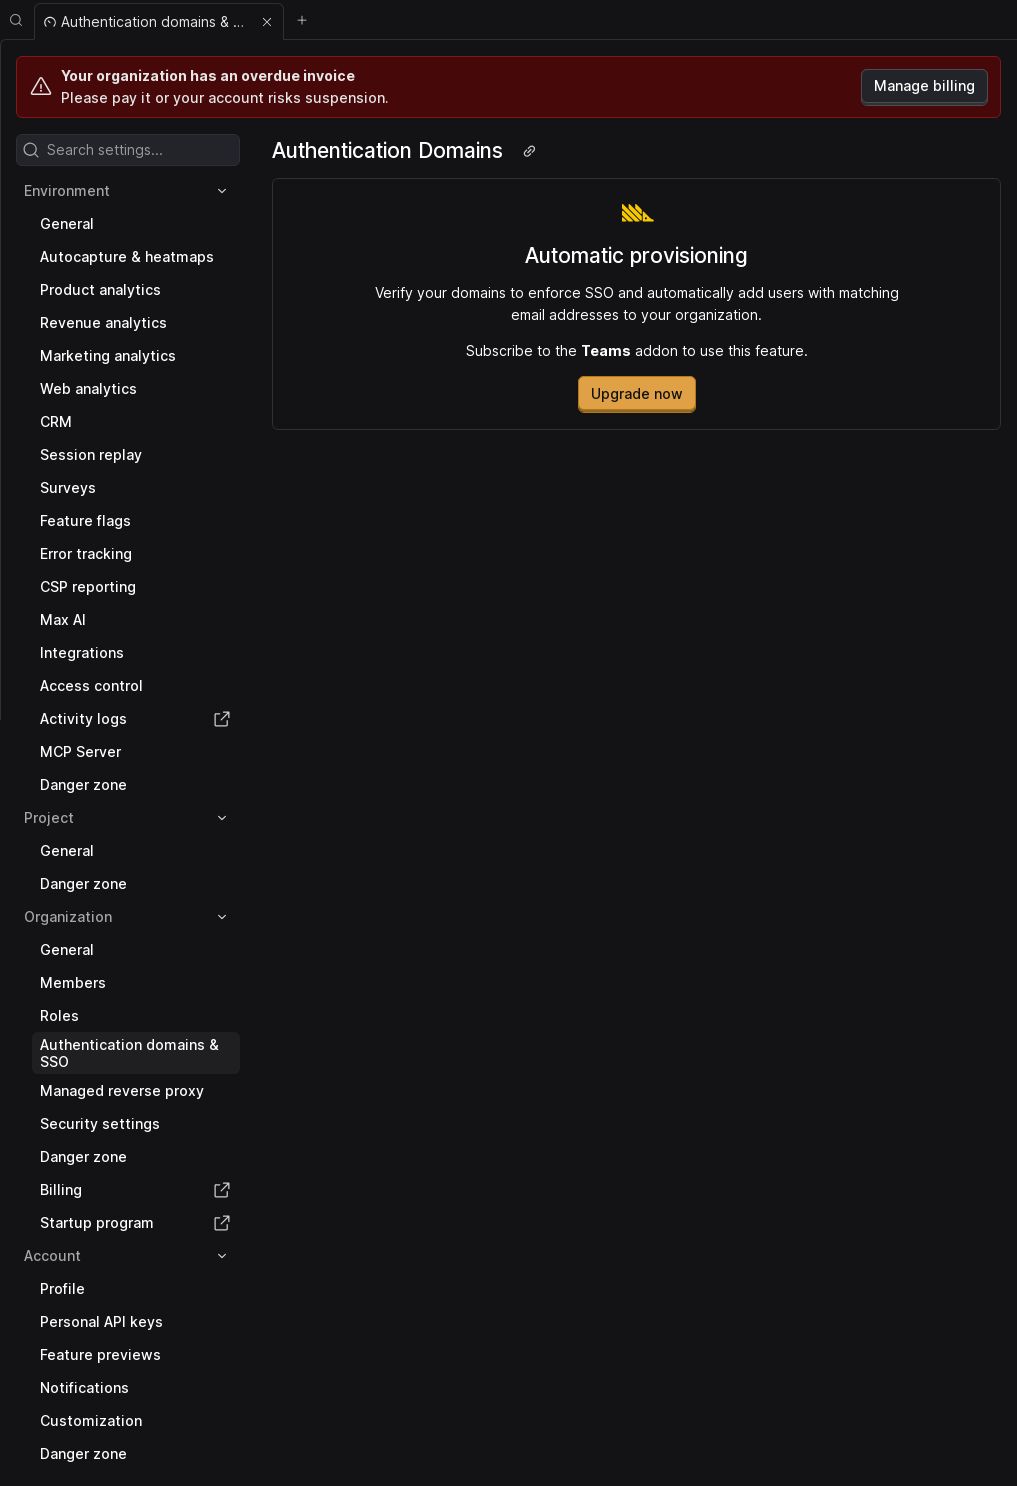 Authentication domains & ...
Your organization has an overdue invoice
Please pay it or your account risks suspension.
Manage billing
Search settings...
Environment
General
Autocapture & heatmaps
Product analytics
Revenue analytics
Marketing analytics
Web analytics
CRM
Session replay
Surveys
Feature flags
Error tracking
CSP reporting
Max AI
Integrations
Access control
Activity logs
MCP Server
Danger zone
Project
General
Danger zone
Organization
General
Members
Roles
Authentication domains &
SSO
Managed reverse proxy
Security settings
Danger zone
Billing
Startup program
Account
Profile
Personal API keys
Feature previews
Notifications
Customization
Danger zone
Authentication Domains
Automatic provisioning
Verify your domains to enforce SSO and automatically add users with matching
email addresses to your organization.
Subscribe to the Teams addon to use this feature.
Upgrade now